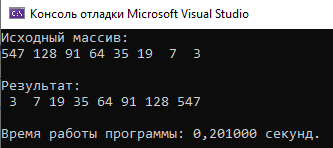 Консоль отладки Microsoft Visual Studio
Исходный массив:
547 128 91 64 35 19  7  3
Результат:
 3  7 19 35 64 91 128 547
Время работы программы: 0,201000 секунд.